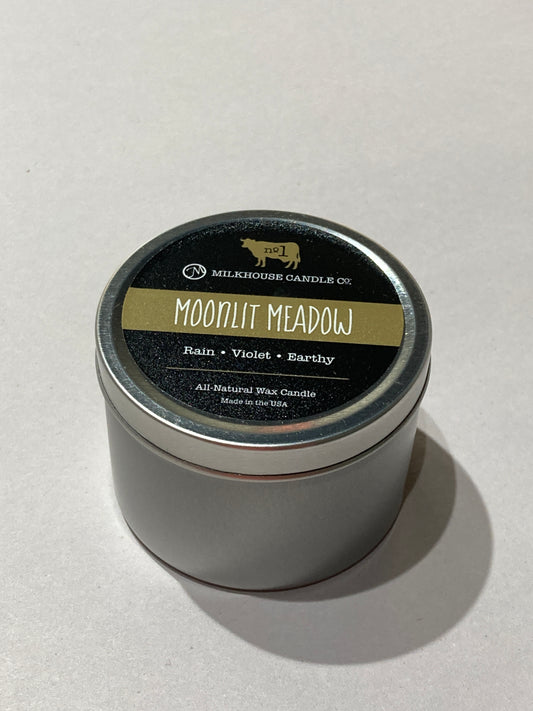 no1
MILKHOUSE CANDLE CO.
MOONLIT MEADOW
Rain • Violet • Earthy
All-Natural Wax Candle
Made in the USA